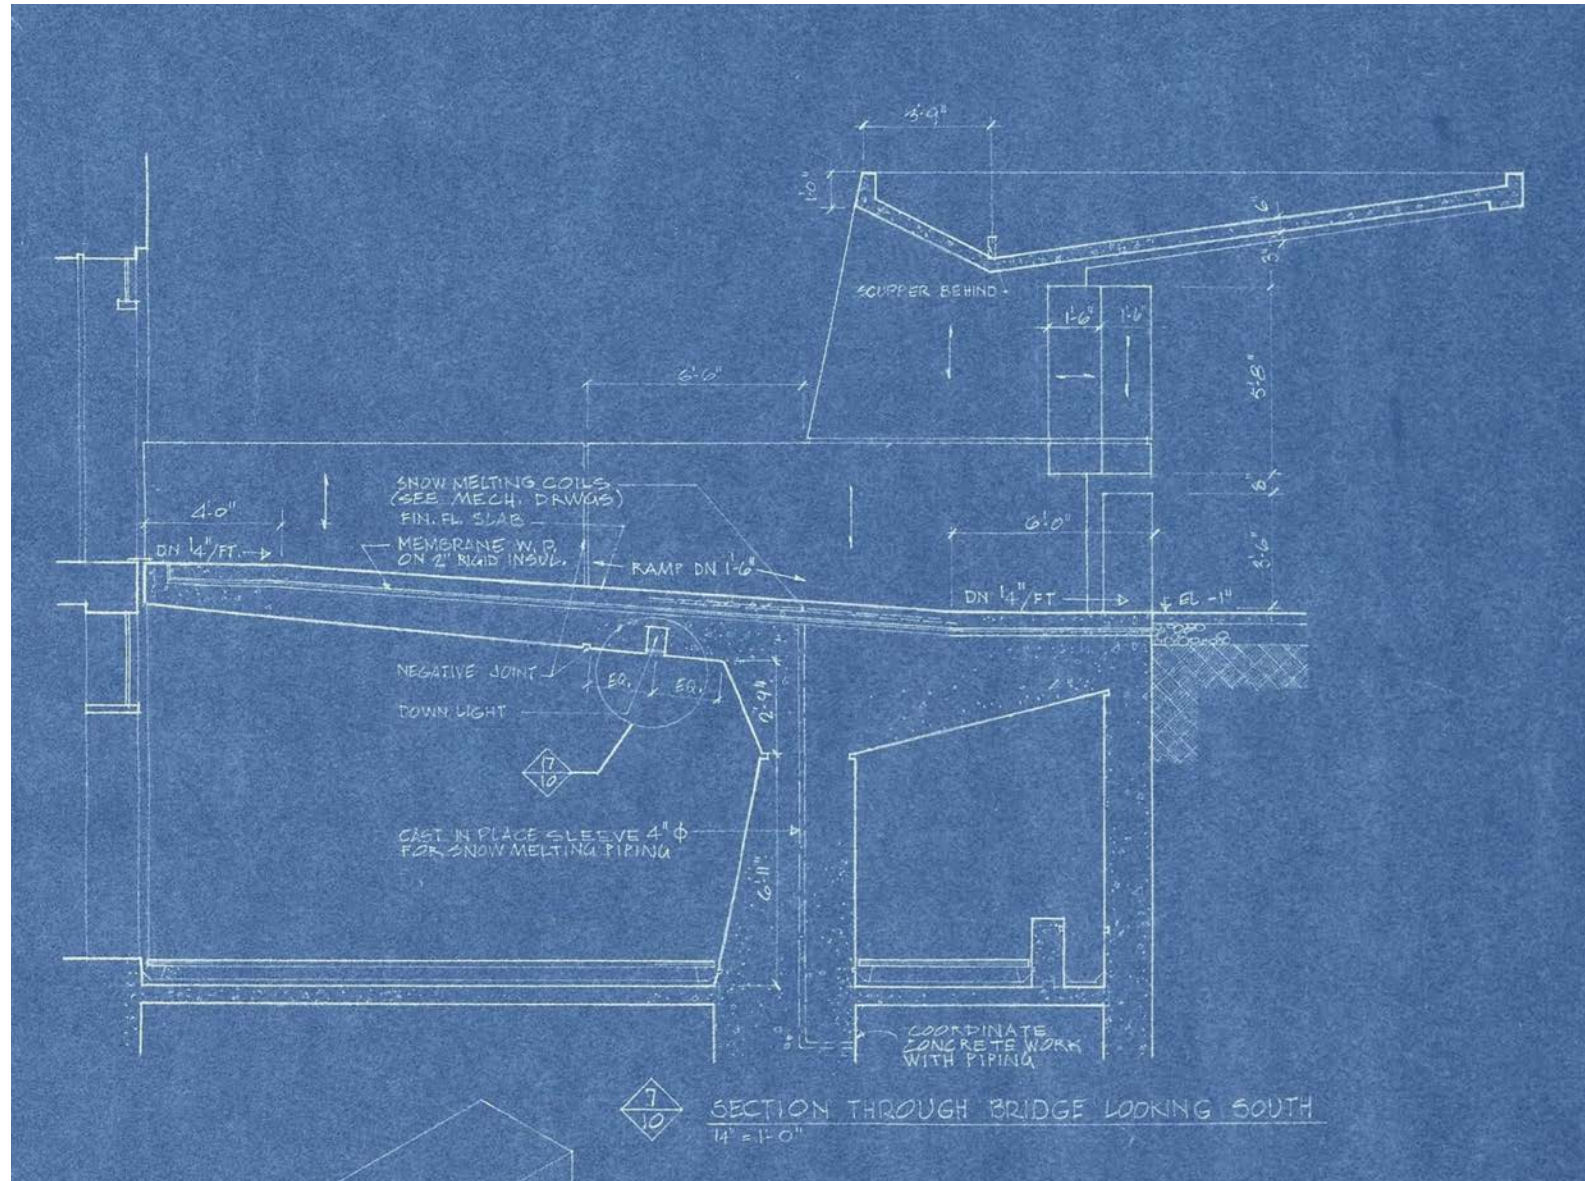 3'-9"
1'-0"
6"
3"
SCUPPER BEHIND
1'-6" 1'-6"
6'-6"
5'-8"
SNOW MELTING COILS
(SEE MECH. DRWGS)
FIN. FL. SLAB
MEMBRANE W.P.
ON 2" RIGID INSUL.
4'-0"
DN 1/4"/FT.
RAMP DN 1'-6"
6'-0"
8"
3'-6"
DN 1/4"/FT
EL -1"
NEGATIVE JOINT
EQ. EQ.
DOWN LIGHT
2'-9"
17
10
CAST IN PLACE SLEEVE 4" φ
FOR SNOW MELTING PIPING
6'-11"
COORDINATE
CONCRETE WORK
WITH PIPING
7
10
SECTION THROUGH BRIDGE LOOKING SOUTH
1/4" = 1'-0"